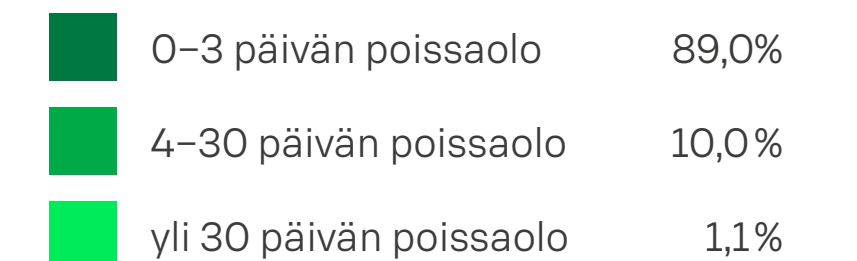 0–3 päivän poissaolo 89,0%
4–30 päivän poissaolo 10,0%
yli 30 päivän poissaolo 1,1%